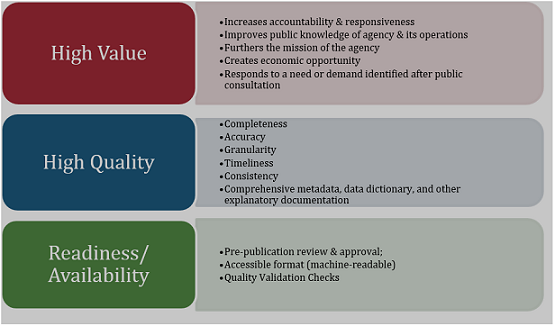 High Value
•Increases accountability & responsiveness
•Improves public knowledge of agency & its operations
•Furthers the mission of the agency
•Creates economic opportunity
•Responds to a need or demand identified after public
consultation
High Quality
•Completeness
•Accuracy
•Granularity
•Timeliness
•Consistency
•Comprehensive metadata, data dictionary, and other
explanatory documentation
Readiness/
Availability
•Pre-publication review & approval;
•Accessible format (machine-readable)
•Quality Validation Checks